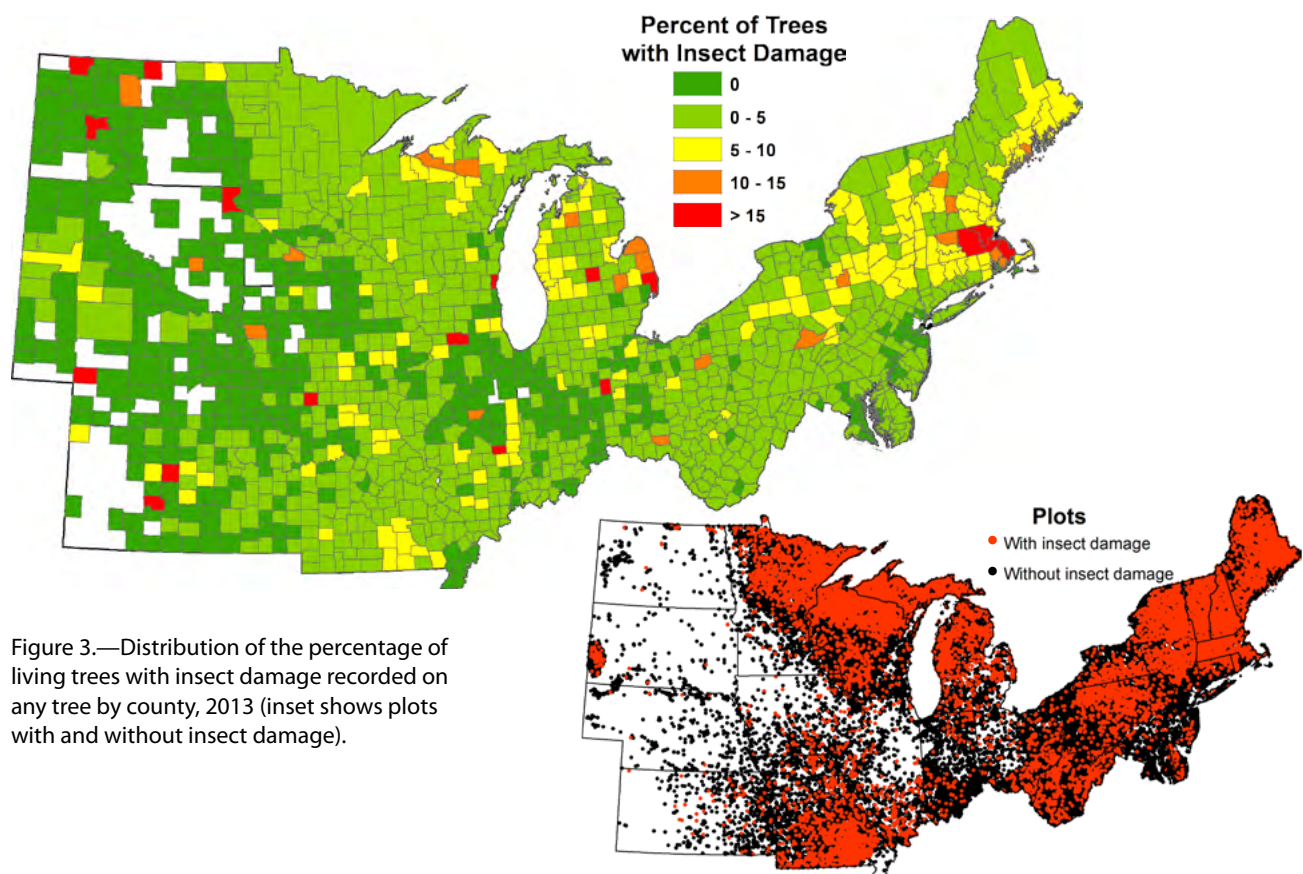 Percent of Trees
with Insect Damage
0
0 - 5
5 - 10
10 - 15
> 15
Plots
With insect damage
Without insect damage
Figure 3.—Distribution of the percentage of
living trees with insect damage recorded on
any tree by county, 2013 (inset shows plots
with and without insect damage).